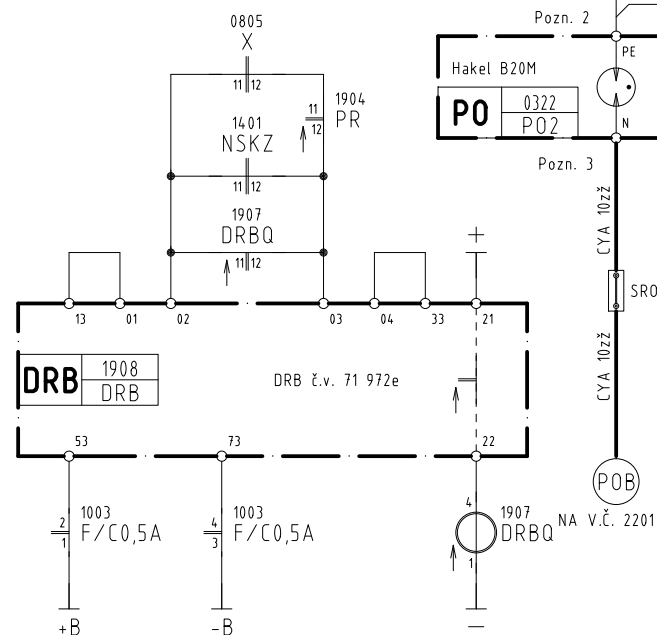 0805
X
11 12
11
12
1904
PR
1401
NSKZ
11 12
1907
DRBQ
11 12
Pozn. 2
PE
Hakel B20M
PO
0322
PO2
N
Pozn. 3
CYA 10zž
SRO
CYA 10zž
POB
NA V.Č. 2201
+
13
01
02
03
04
33
21
DRB
1908
DRB
DRB č.v. 71 972e
53
73
22
2
1
1003
F/C0,5A
4
3
1003
F/C0,5A
4
1
1907
DRBQ
+B
-B
—